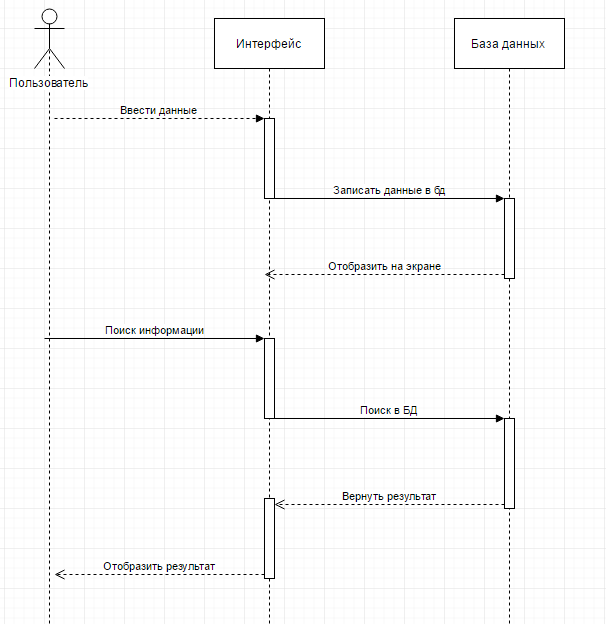 Интерфейс
База данных
Пользователь
Ввести данные
Записать данные в бд
Отобразить на экране
Поиск информации
Поиск в БД
Вернуть результат
Отобразить результат